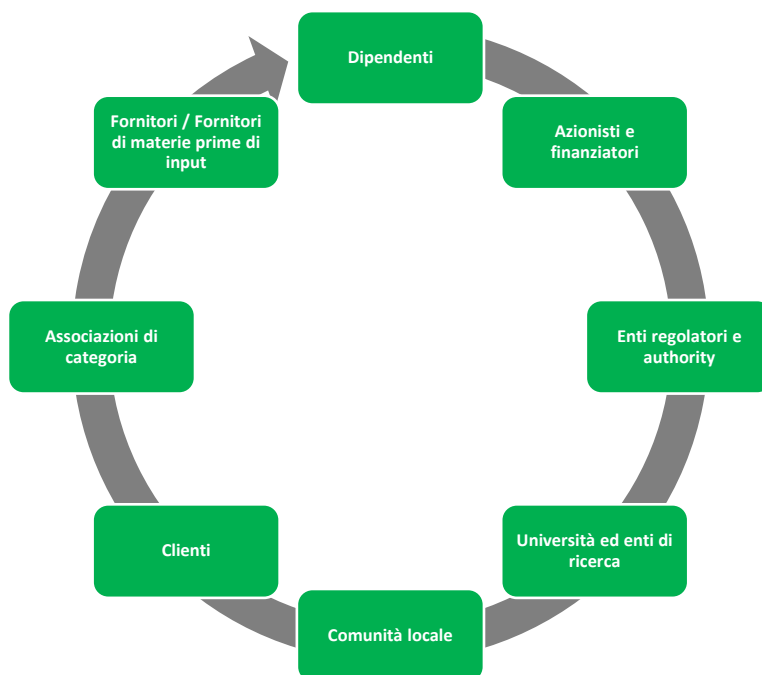 Dipendenti
Azionisti e
finanziatori
Enti regolatori e
authority
Università ed enti di
ricerca
Comunità locale
Clienti
Associazioni di
categoria
Fornitori / Fornitori
di materie prime di
input